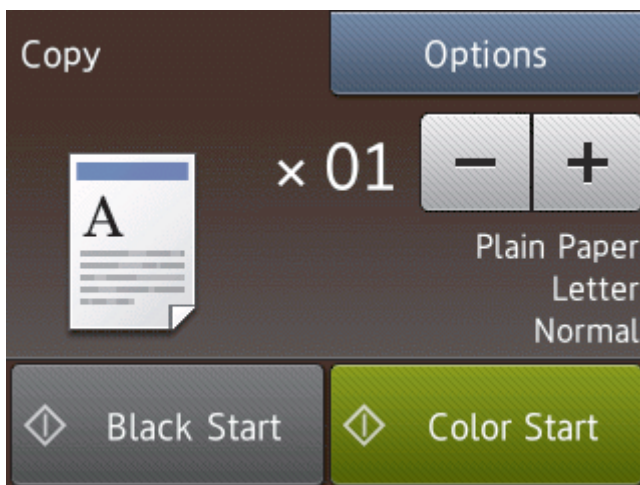 Copy
Options
× 01
− +
A
Plain Paper
Letter
Normal
Black Start
Color Start